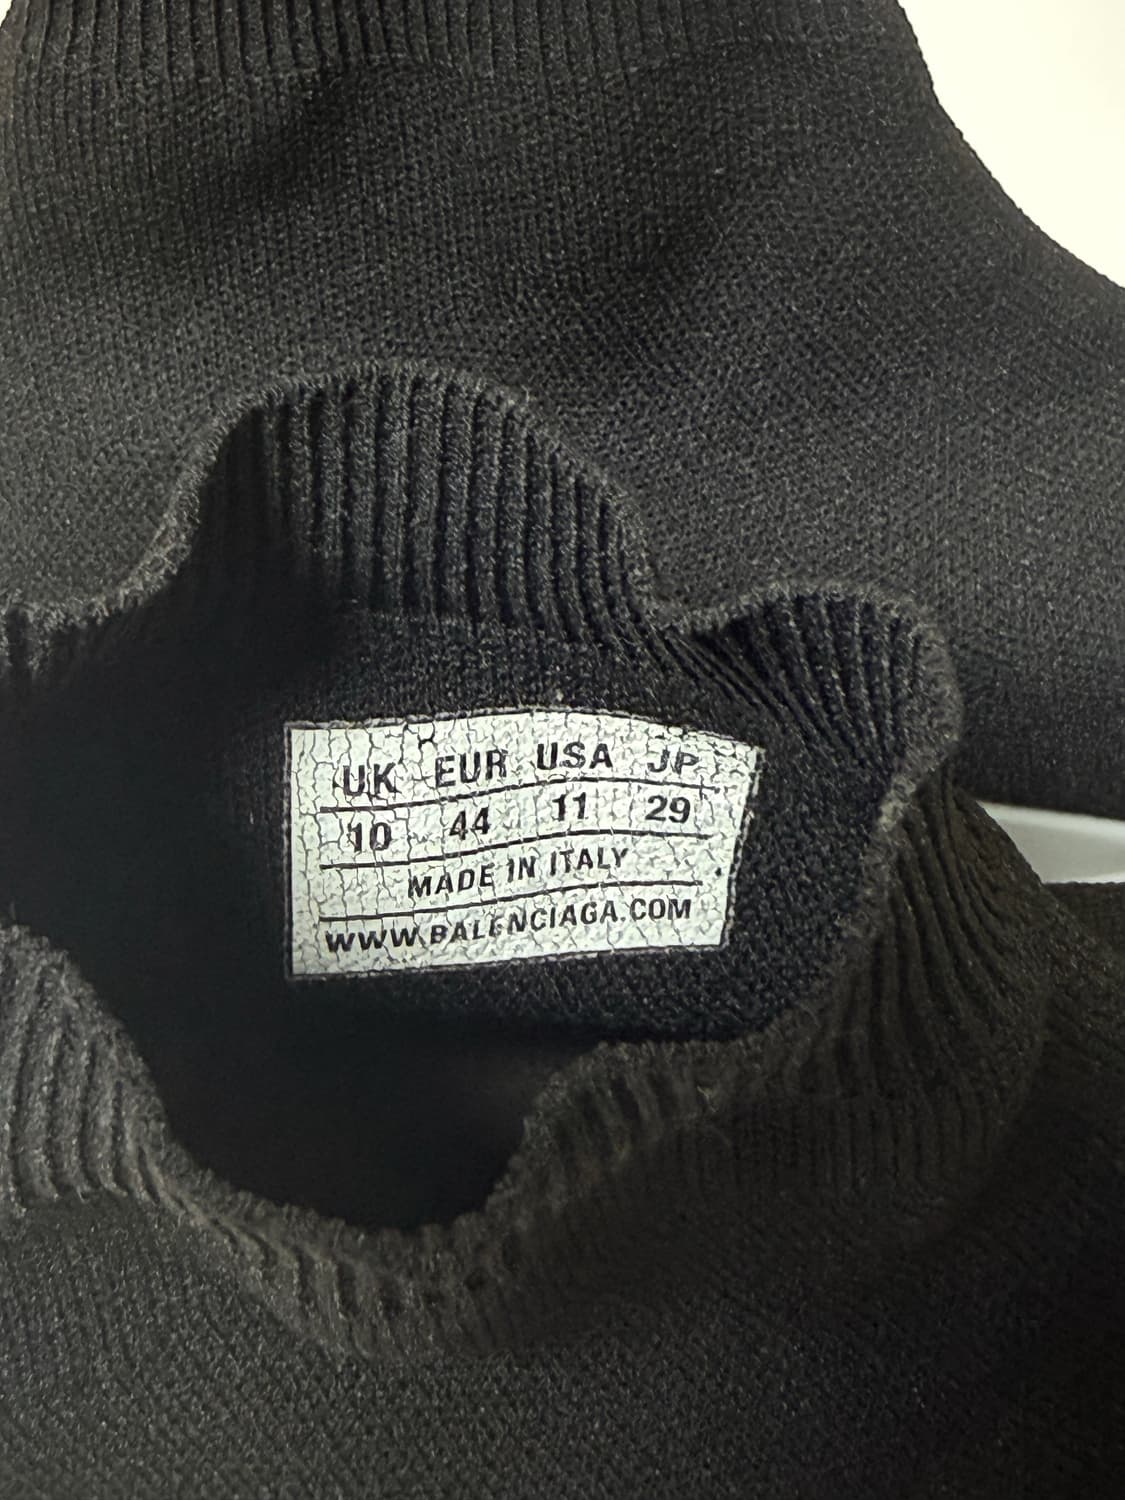 UK EUR USA JP
10 44 11 29
MADE IN ITALY
WWW.BALENCIAGA.COM